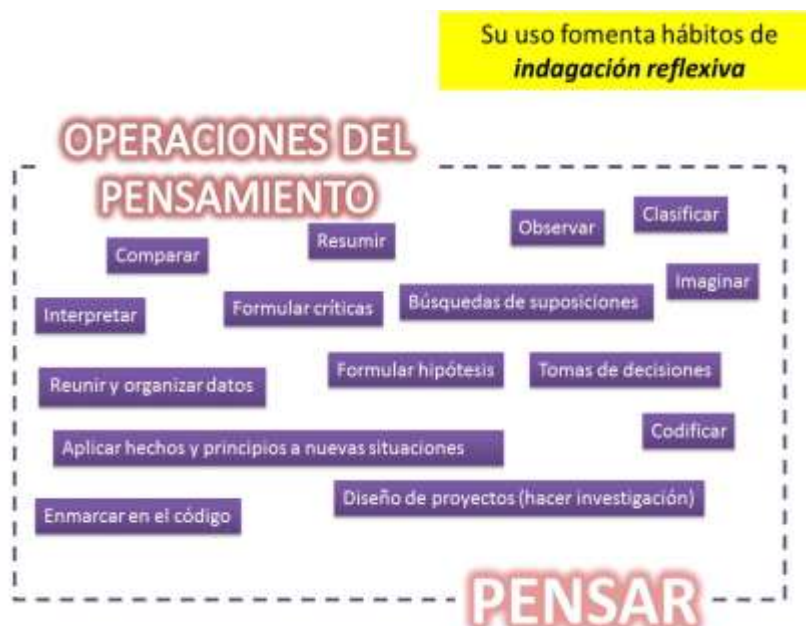 Su uso fomenta hábitos de
indagación reflexiva
OPERACIONES DEL
PENSAMIENTO
Comparar
Resumir
Observar
Clasificar
Interpretar
Formular críticas
Búsquedas de suposiciones
Imaginar
Reunir y organizar datos
Formular hipótesis
Tomas de decisiones
Aplicar hechos y principios a nuevas situaciones
Codificar
Enmarcar en el código
Diseño de proyectos (hacer investigación)
PENSAR